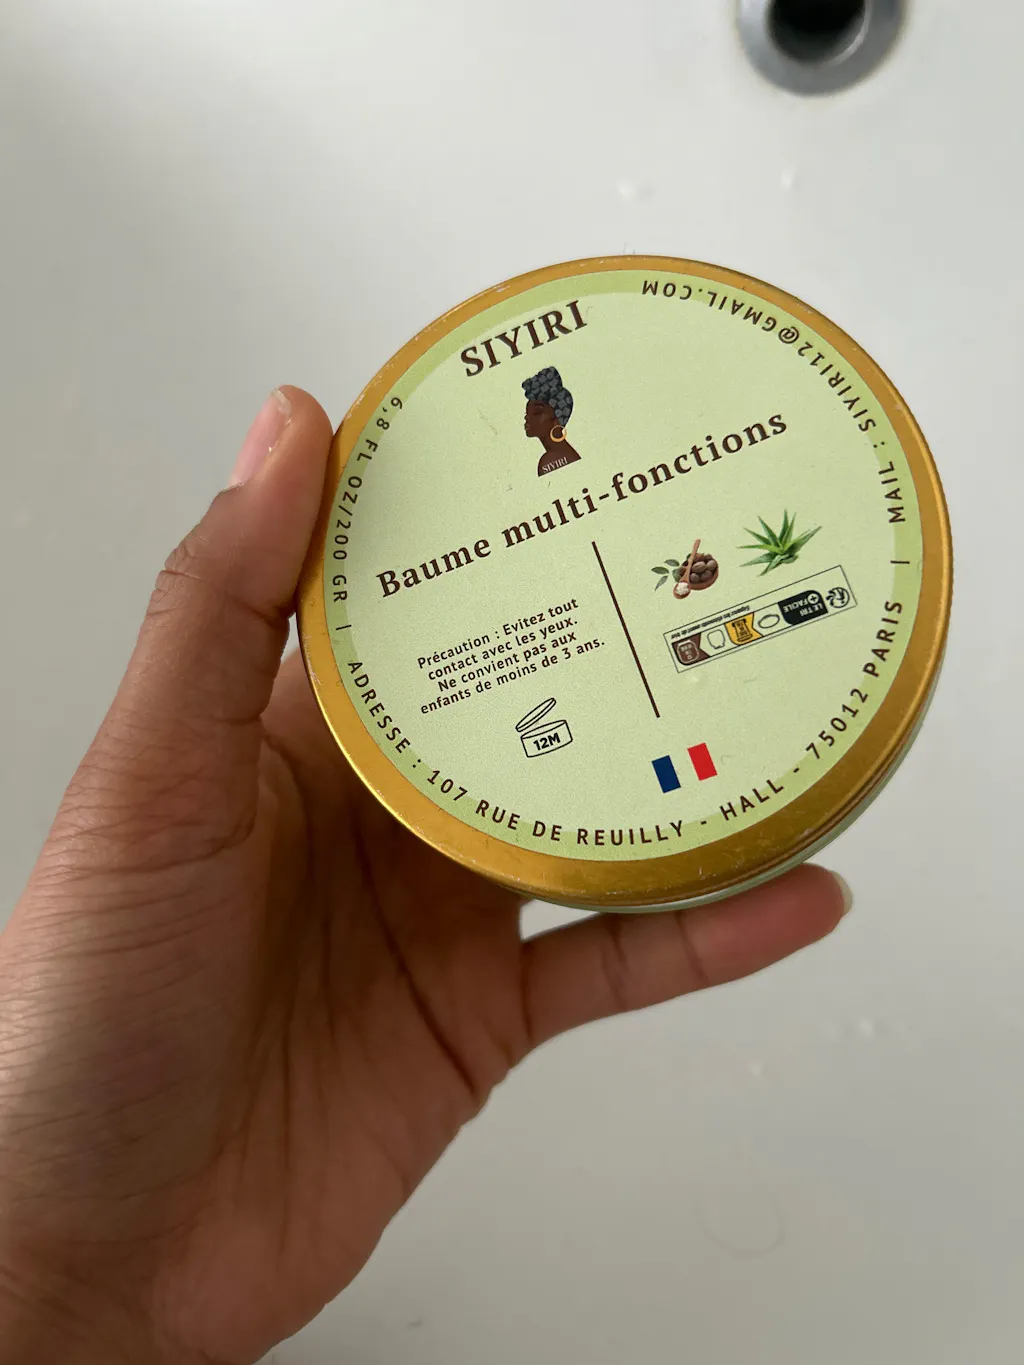 SIYIRI
SIYIRI
Baume multi-fonctions
Précaution : Evitez tout
contact avec les yeux.
Ne convient pas aux
enfants de moins de 3 ans.
12M
LE TRI
+ FACILE
6,8 FL OZ/200 GR | ADRESSE : 107 RUE DE REUILLY - HALL - 75012 PARIS | MAIL : SIYIRI12@GMAIL.COM